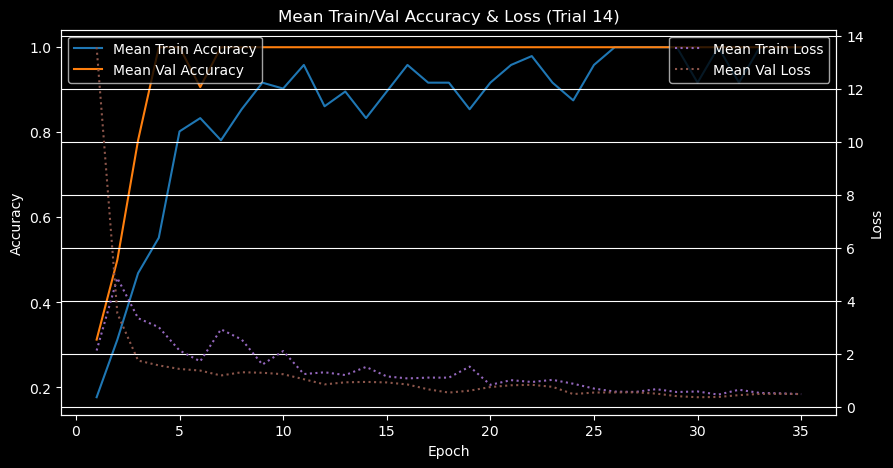 Mean Train/Val Accuracy & Loss (Trial 14)
Mean Train Accuracy
Mean Val Accuracy
Mean Train Loss
Mean Val Loss
1.0
0.8
0.6
0.4
0.2
Accuracy
14
12
10
8
6
4
2
0
Loss
0
5
10
15
20
25
30
35
Epoch